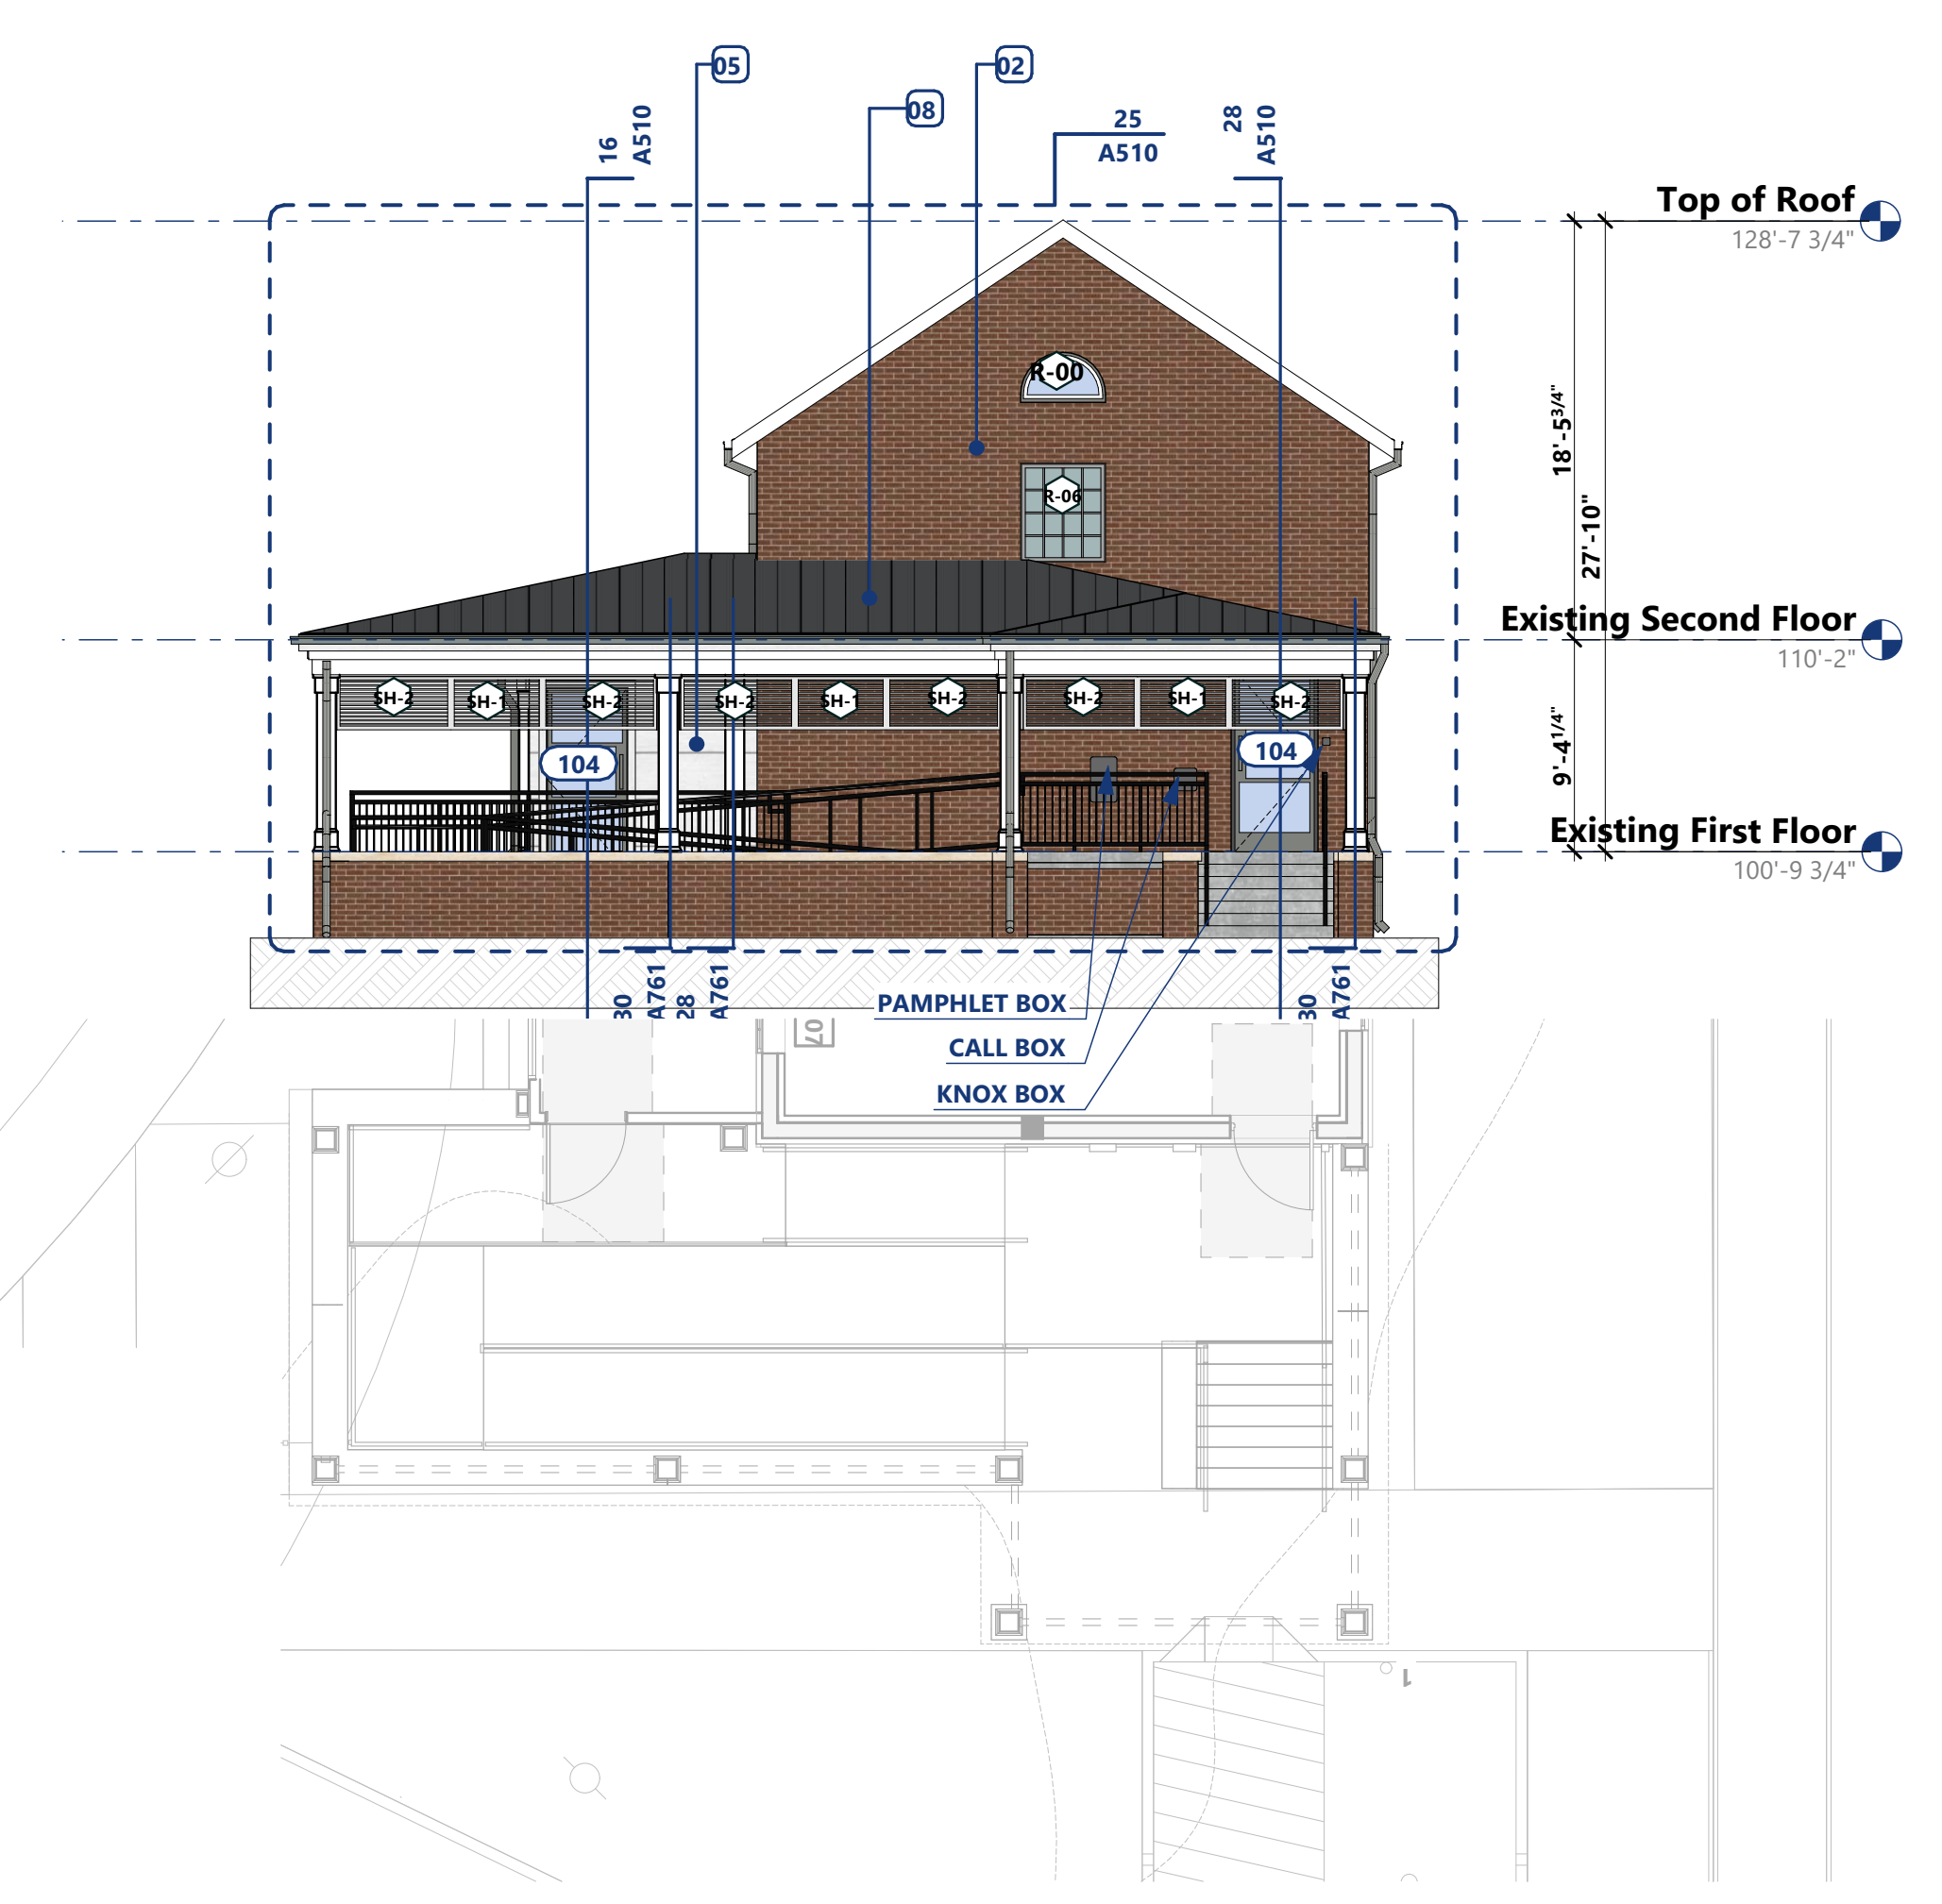 05
02
08
16
A510
25
A510
28
A510
Top of Roof
128'-7 3/4"
R-00
18'-5 3/4"
R-06
27'-10"
Existing Second Floor
110'-2"
SH-2
SH-1
SH-2
SH-2
SH-1
SH-2
SH-2
SH-1
SH-2
104
104
9'-4 1/4"
Existing First Floor
100'-9 3/4"
30
A761
28
A761
30
A761
PAMPHLET BOX
CALL BOX
KNOX BOX
07
1